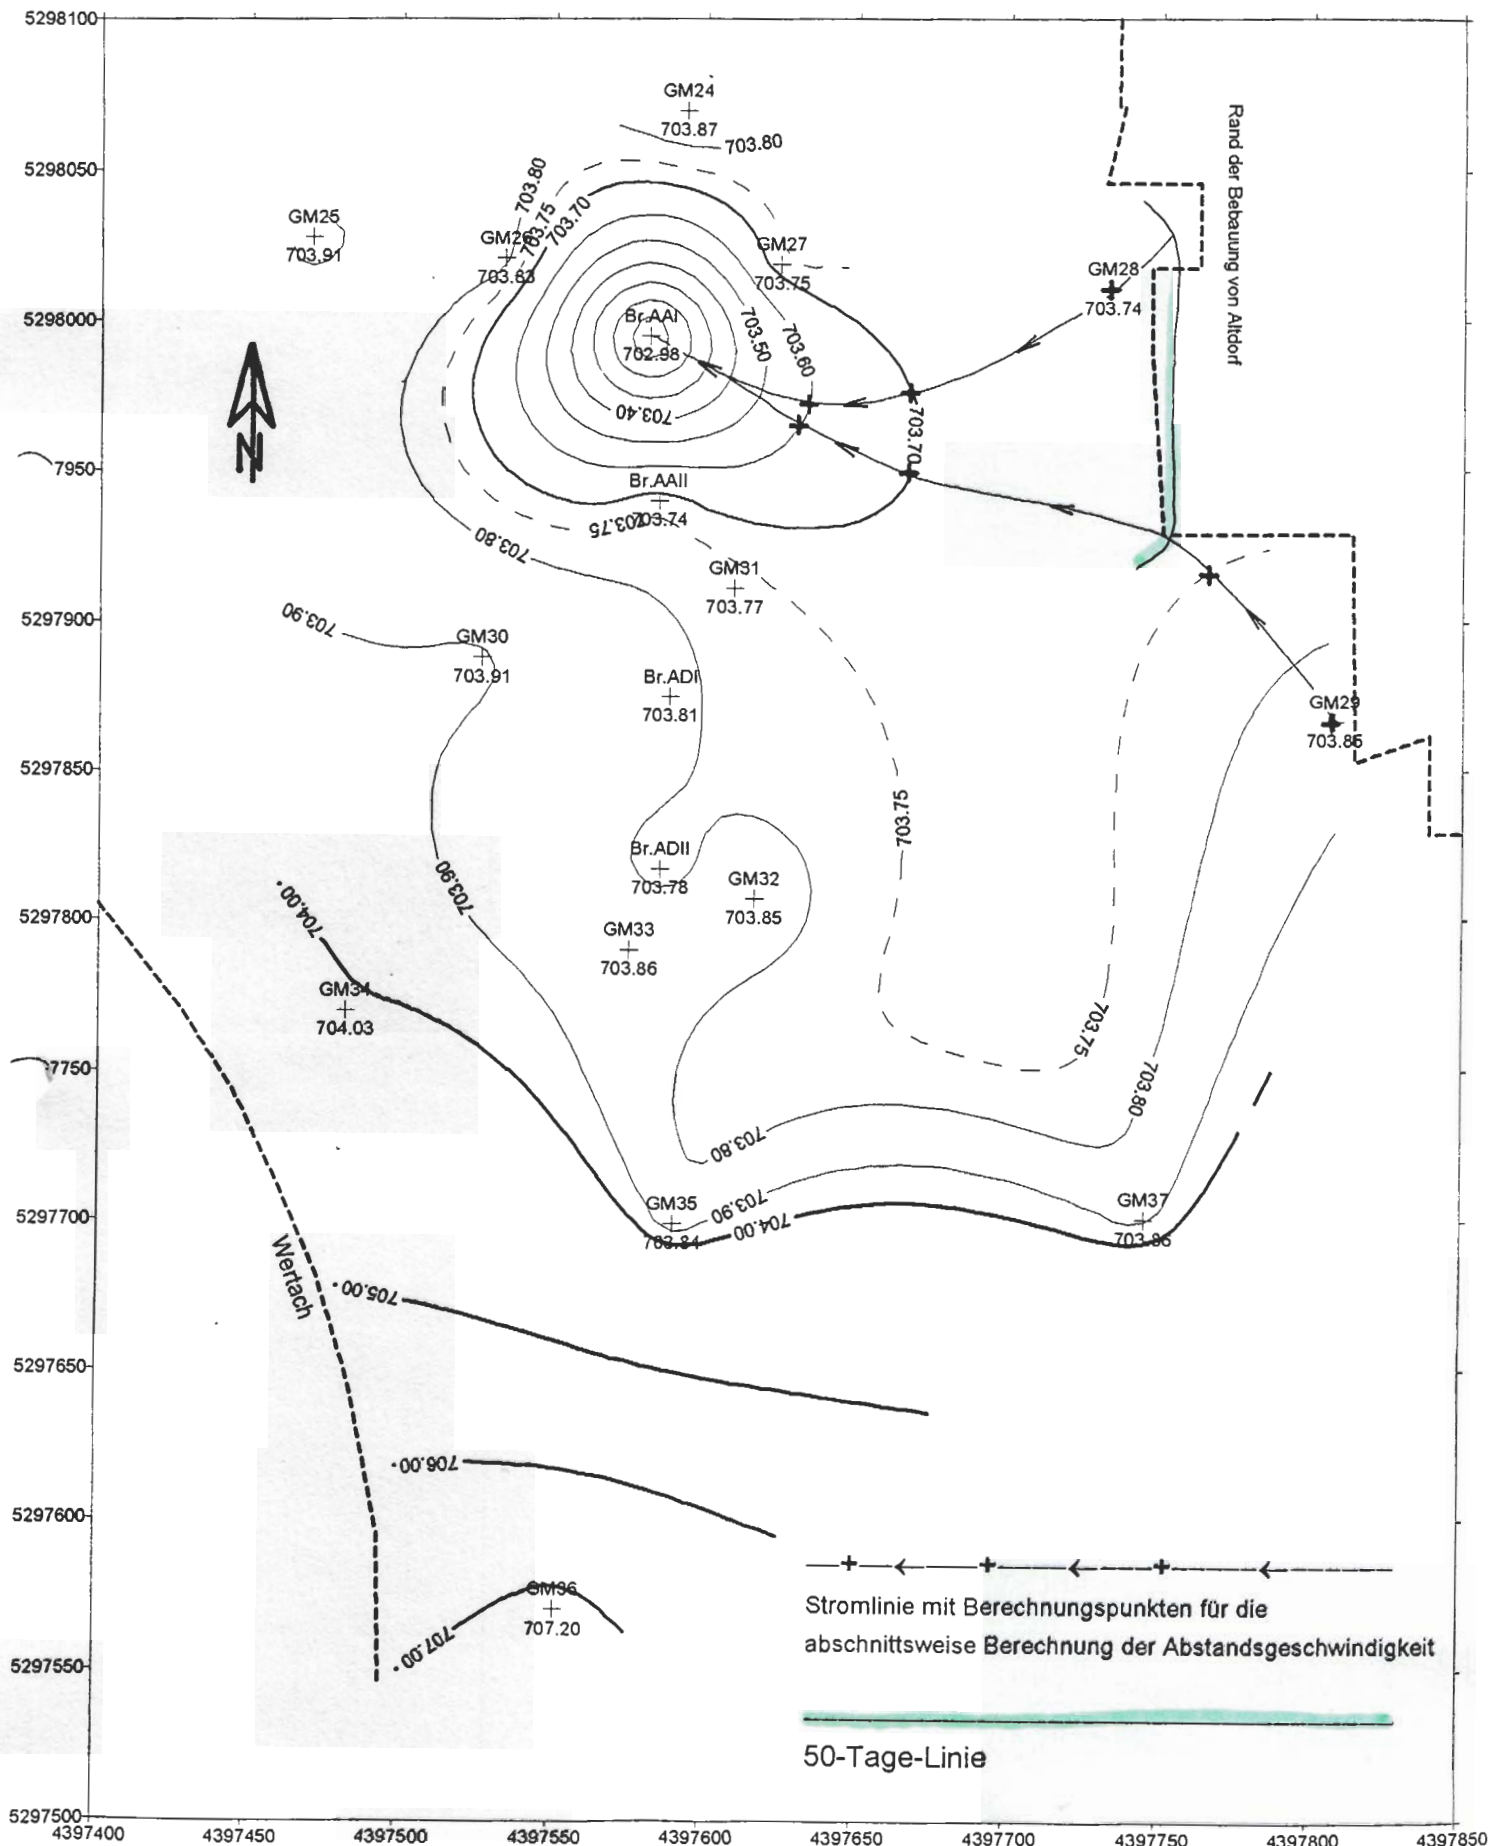 5298100
GM24
703.87
703.80
Rand der Bebauung von Altdorf
5298050
703.80
703.75
703.70
GM25
703.91
GM26
703.83
GM27
703.75
GM28
703.74
5298000
Br.AAI
702.98
703.50
703.60
703.40
703.70
N
7950
Br.AAII
703.74
703.75
703.80
GM31
703.77
5297900
703.90
GM30
703.91
Br.ADI
703.81
GM29
703.85
5297850
703.75
Br.ADII
703.78
703.90
GM32
703.85
5297800
704.00
GM33
703.86
GM34
704.03
703.75
7750
703.80
703.80
5297700
GM35
703.84
703.90
704.00
GM37
703.86
Wertach
705.00
5297650
706.00
5297600
Stromlinie mit Berechnungspunkten für die
abschnittsweise Berechnung der Abstandsgeschwindigkeit
GM36
707.20
707.00
5297550
50-Tage-Linie
5297500
4397400 4397450 4397500 4397550 4397600 4397650 4397700 4397750 4397800 4397850